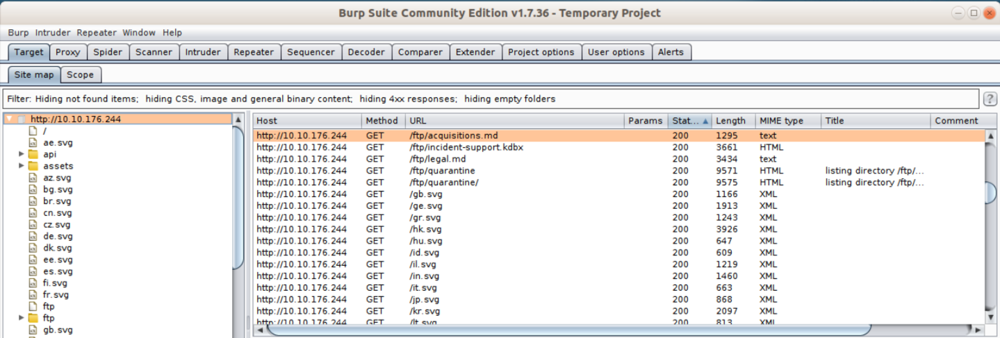 Burp Suite Community Edition v1.7.36 - Temporary Project
Burp Intruder Repeater Window Help
Target Proxy Spider Scanner Intruder Repeater Sequencer Decoder Comparer Extender Project options User options Alerts
Site map Scope
Filter: Hiding not found items; hiding CSS, image and general binary content; hiding 4xx responses; hiding empty folders ?
http://10.10.176.244
/
ae.svg
api
assets
az.svg
bg.svg
br.svg
cn.svg
cz.svg
de.svg
dk.svg
ee.svg
es.svg
fi.svg
fr.svg
ftp
ftp
gb.svg
Host Method URL Params Stat... Length MIME type Title Comment
http://10.10.176.244 GET /ftp/acquisitions.md 200 1295 text
http://10.10.176.244 GET /ftp/incident-support.kdbx 200 3661 HTML
http://10.10.176.244 GET /ftp/legal.md 200 3434 text
http://10.10.176.244 GET /ftp/quarantine 200 9571 HTML listing directory /ftp/...
http://10.10.176.244 GET /ftp/quarantine/ 200 9575 HTML listing directory /ftp/...
http://10.10.176.244 GET /gb.svg 200 1166 XML
http://10.10.176.244 GET /ge.svg 200 1913 XML
http://10.10.176.244 GET /gr.svg 200 1243 XML
http://10.10.176.244 GET /hk.svg 200 3926 XML
http://10.10.176.244 GET /hu.svg 200 647 XML
http://10.10.176.244 GET /id.svg 200 609 XML
http://10.10.176.244 GET /il.svg 200 1219 XML
http://10.10.176.244 GET /in.svg 200 1460 XML
http://10.10.176.244 GET /it.svg 200 663 XML
http://10.10.176.244 GET /jp.svg 200 868 XML
http://10.10.176.244 GET /kr.svg 200 2097 XML
http://10.10.176.244 GET /lt.svg 200 813 XML